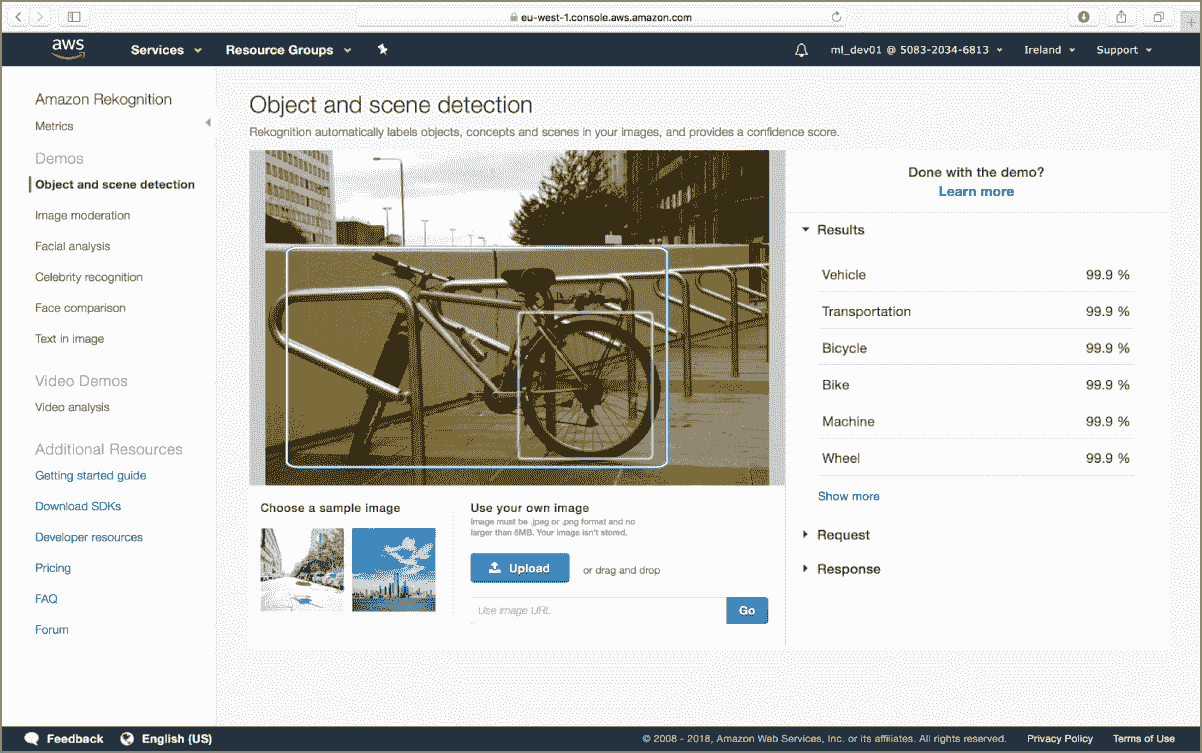 eu-west-1.console.aws.amazon.com
aws
Services
Resource Groups
ml_dev01 @ 5083-2034-6813
Ireland
Support
Amazon Rekognition
Metrics
Demos
Object and scene detection
Image moderation
Facial analysis
Celebrity recognition
Face comparison
Text in image
Video Demos
Video analysis
Additional Resources
Getting started guide
Download SDKs
Developer resources
Pricing
FAQ
Forum
Object and scene detection
Rekognition automatically labels objects, concepts and scenes in your images, and provides a confidence score.
Choose a sample image
Use your own image
Image must be .jpeg or .png format and no
larger than 5MB. Your image isn't stored.
Upload
or drag and drop
Use image URL
Go
Done with the demo?
Learn more
Results
Vehicle 99.9 %
Transportation 99.9 %
Bicycle 99.9 %
Bike 99.9 %
Machine 99.9 %
Wheel 99.9 %
Show more
Request
Response
Feedback
English (US)
© 2008 - 2018, Amazon Web Services, Inc. or its affiliates. All rights reserved.
Privacy Policy
Terms of Use